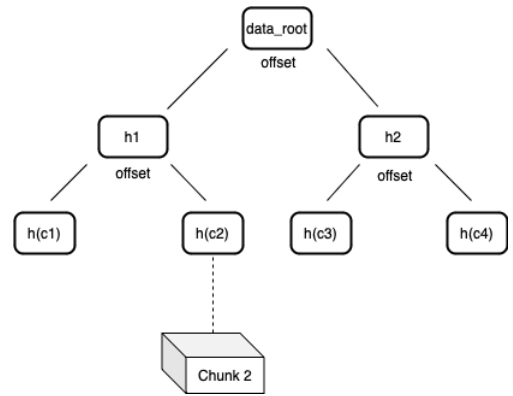 data_root
offset
h1
h2
offset
offset
h(c1)
h(c2)
h(c3)
h(c4)
Chunk 2